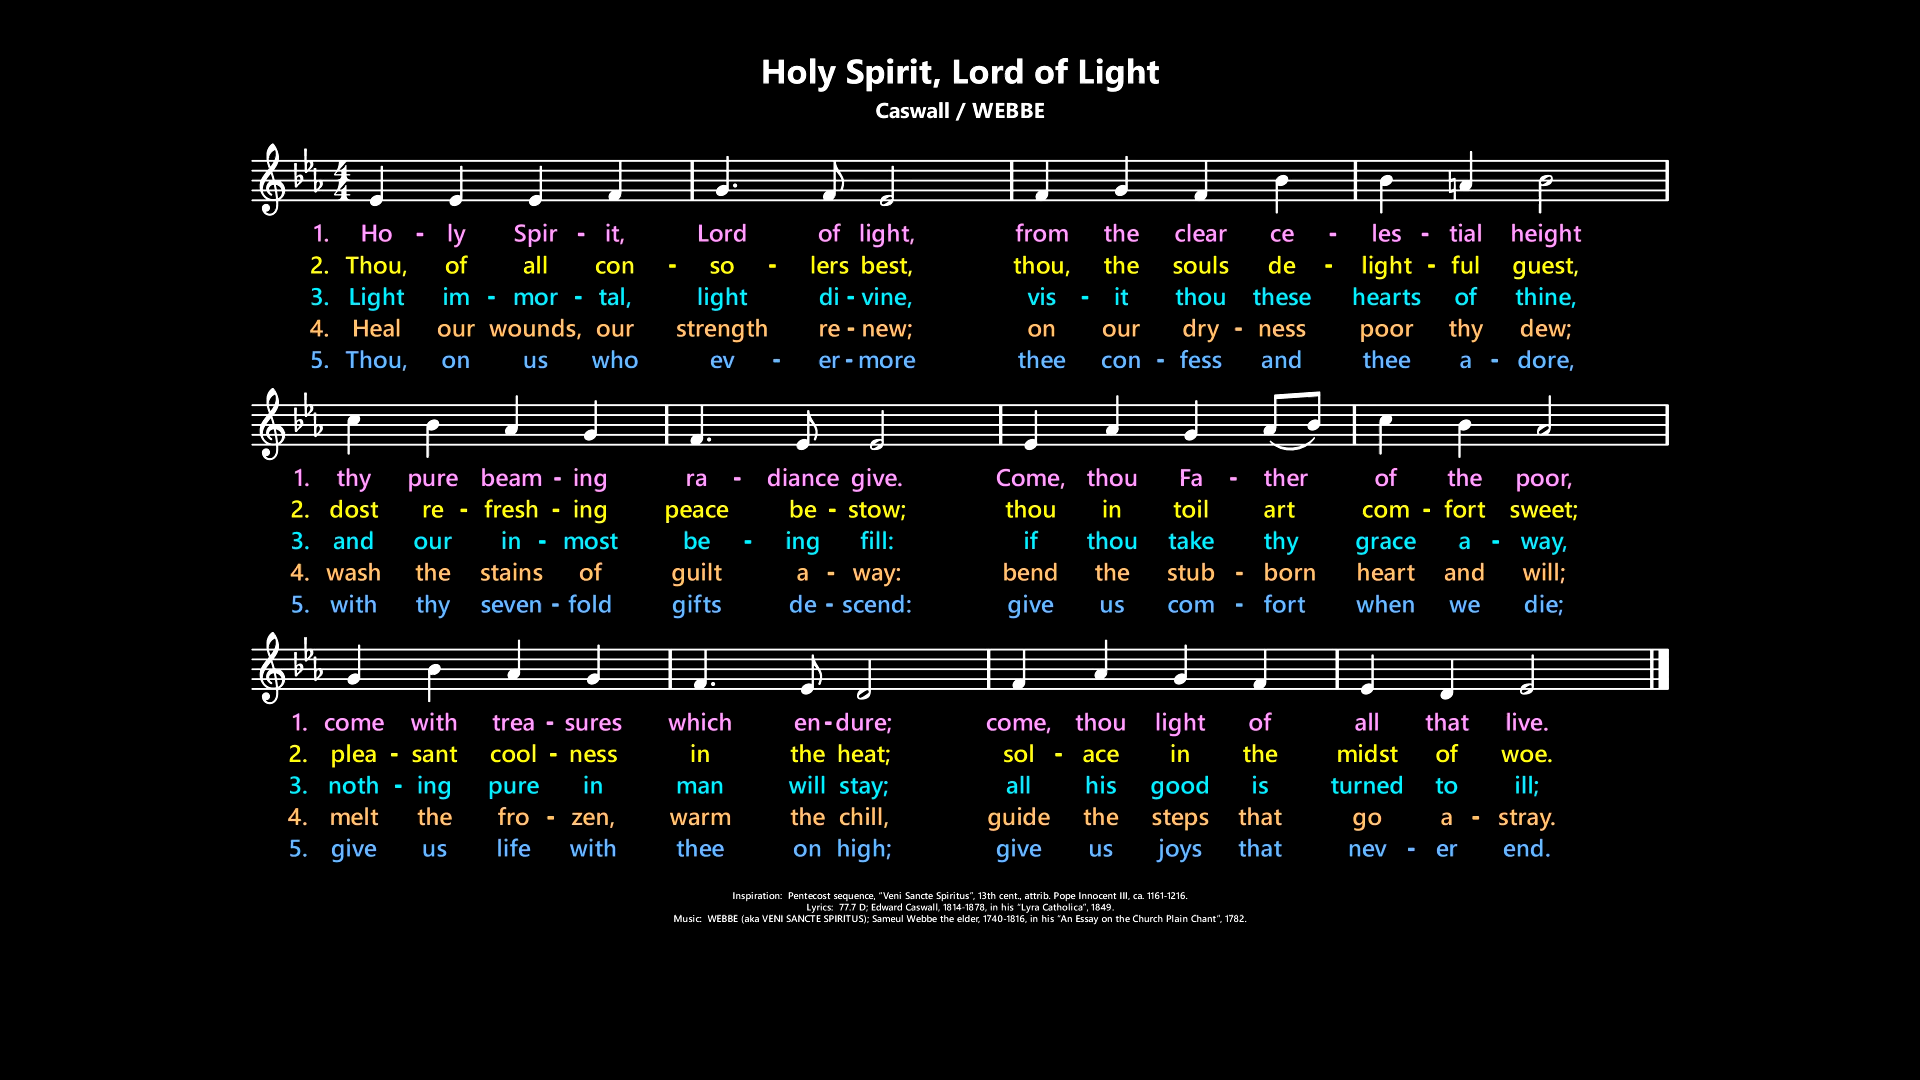 Holy Spirit, Lord of Light
Caswall / WEBBE
4
4
1. Ho - ly Spir - it, Lord of light, from the clear ce - les - tial height
2. Thou, of all con - so - lers best, thou, the souls de - light - ful guest,
3. Light im - mor - tal, light di - vine, vis - it thou these hearts of thine,
4. Heal our wounds, our strength re - new; on our dry - ness poor thy dew;
5. Thou, on us who ev - er - more thee con - fess and thee a - dore,
1. thy pure beam - ing ra - diance give. Come, thou Fa - ther of the poor,
2. dost re - fresh - ing peace be - stow; thou in toil art com - fort sweet;
3. and our in - most be - ing fill: if thou take thy grace a - way,
4. wash the stains of guilt a - way: bend the stub - born heart and will;
5. with thy seven - fold gifts de - scend: give us com - fort when we die;
1. come with trea - sures which en - dure; come, thou light of all that live.
2. plea - sant cool - ness in the heat; sol - ace in the midst of woe.
3. noth - ing pure in man will stay; all his good is turned to ill;
4. melt the fro - zen, warm the chill, guide the steps that go a - stray.
5. give us life with thee on high; give us joys that nev - er end.
Inspiration: Pentecost sequence, "Veni Sancte Spiritus", 13th cent., attrib. Pope Innocent III, ca. 1161-1216.
Lyrics: 77.7 D; Edward Caswall, 1814-1878, in his "Lyra Catholica", 1849.
Music: WEBBE (aka VENI SANCTE SPIRITUS); Sameul Webbe the elder, 1740-1816, in his "An Essay on the Church Plain Chant", 1782.